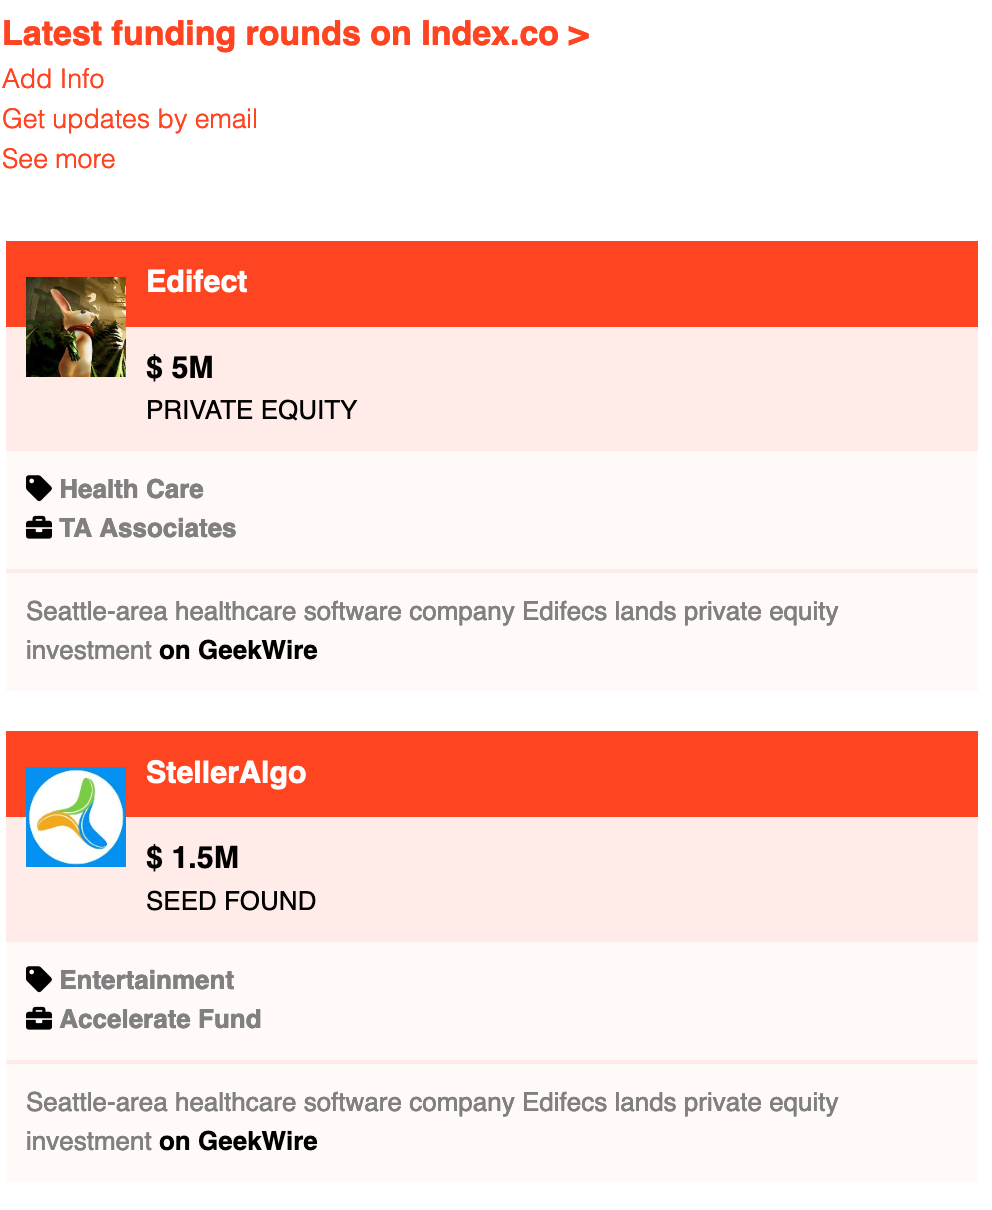 Latest funding rounds on Index.co >
Add Info
Get updates by email
See more
Edifect
$ 5M
PRIVATE EQUITY
Health Care
TA Associates
Seattle-area healthcare software company Edifecs lands private equity
investment on GeekWire
StellerAlgo
$ 1.5M
SEED FOUND
Entertainment
Accelerate Fund
Seattle-area healthcare software company Edifecs lands private equity
investment on GeekWire